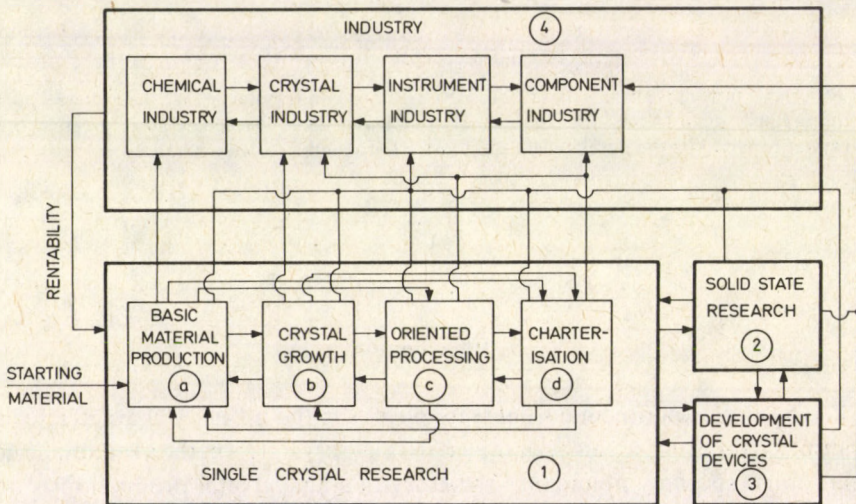 INDUSTRY
4
CHEMICAL
INDUSTRY
CRYSTAL
INDUSTRY
INSTRUMENT
INDUSTRY
COMPONENT
INDUSTRY
RENTABILITY
STARTING
MATERIAL
BASIC
MATERIAL
PRODUCTION
a
CRYSTAL
GROWTH
b
ORIENTED
PROCESSING
c
CHARTER-
ISATION
d
SINGLE CRYSTAL RESEARCH
1
SOLID STATE
RESEARCH
2
DEVELOPMENT
OF CRYSTAL
DEVICES
3